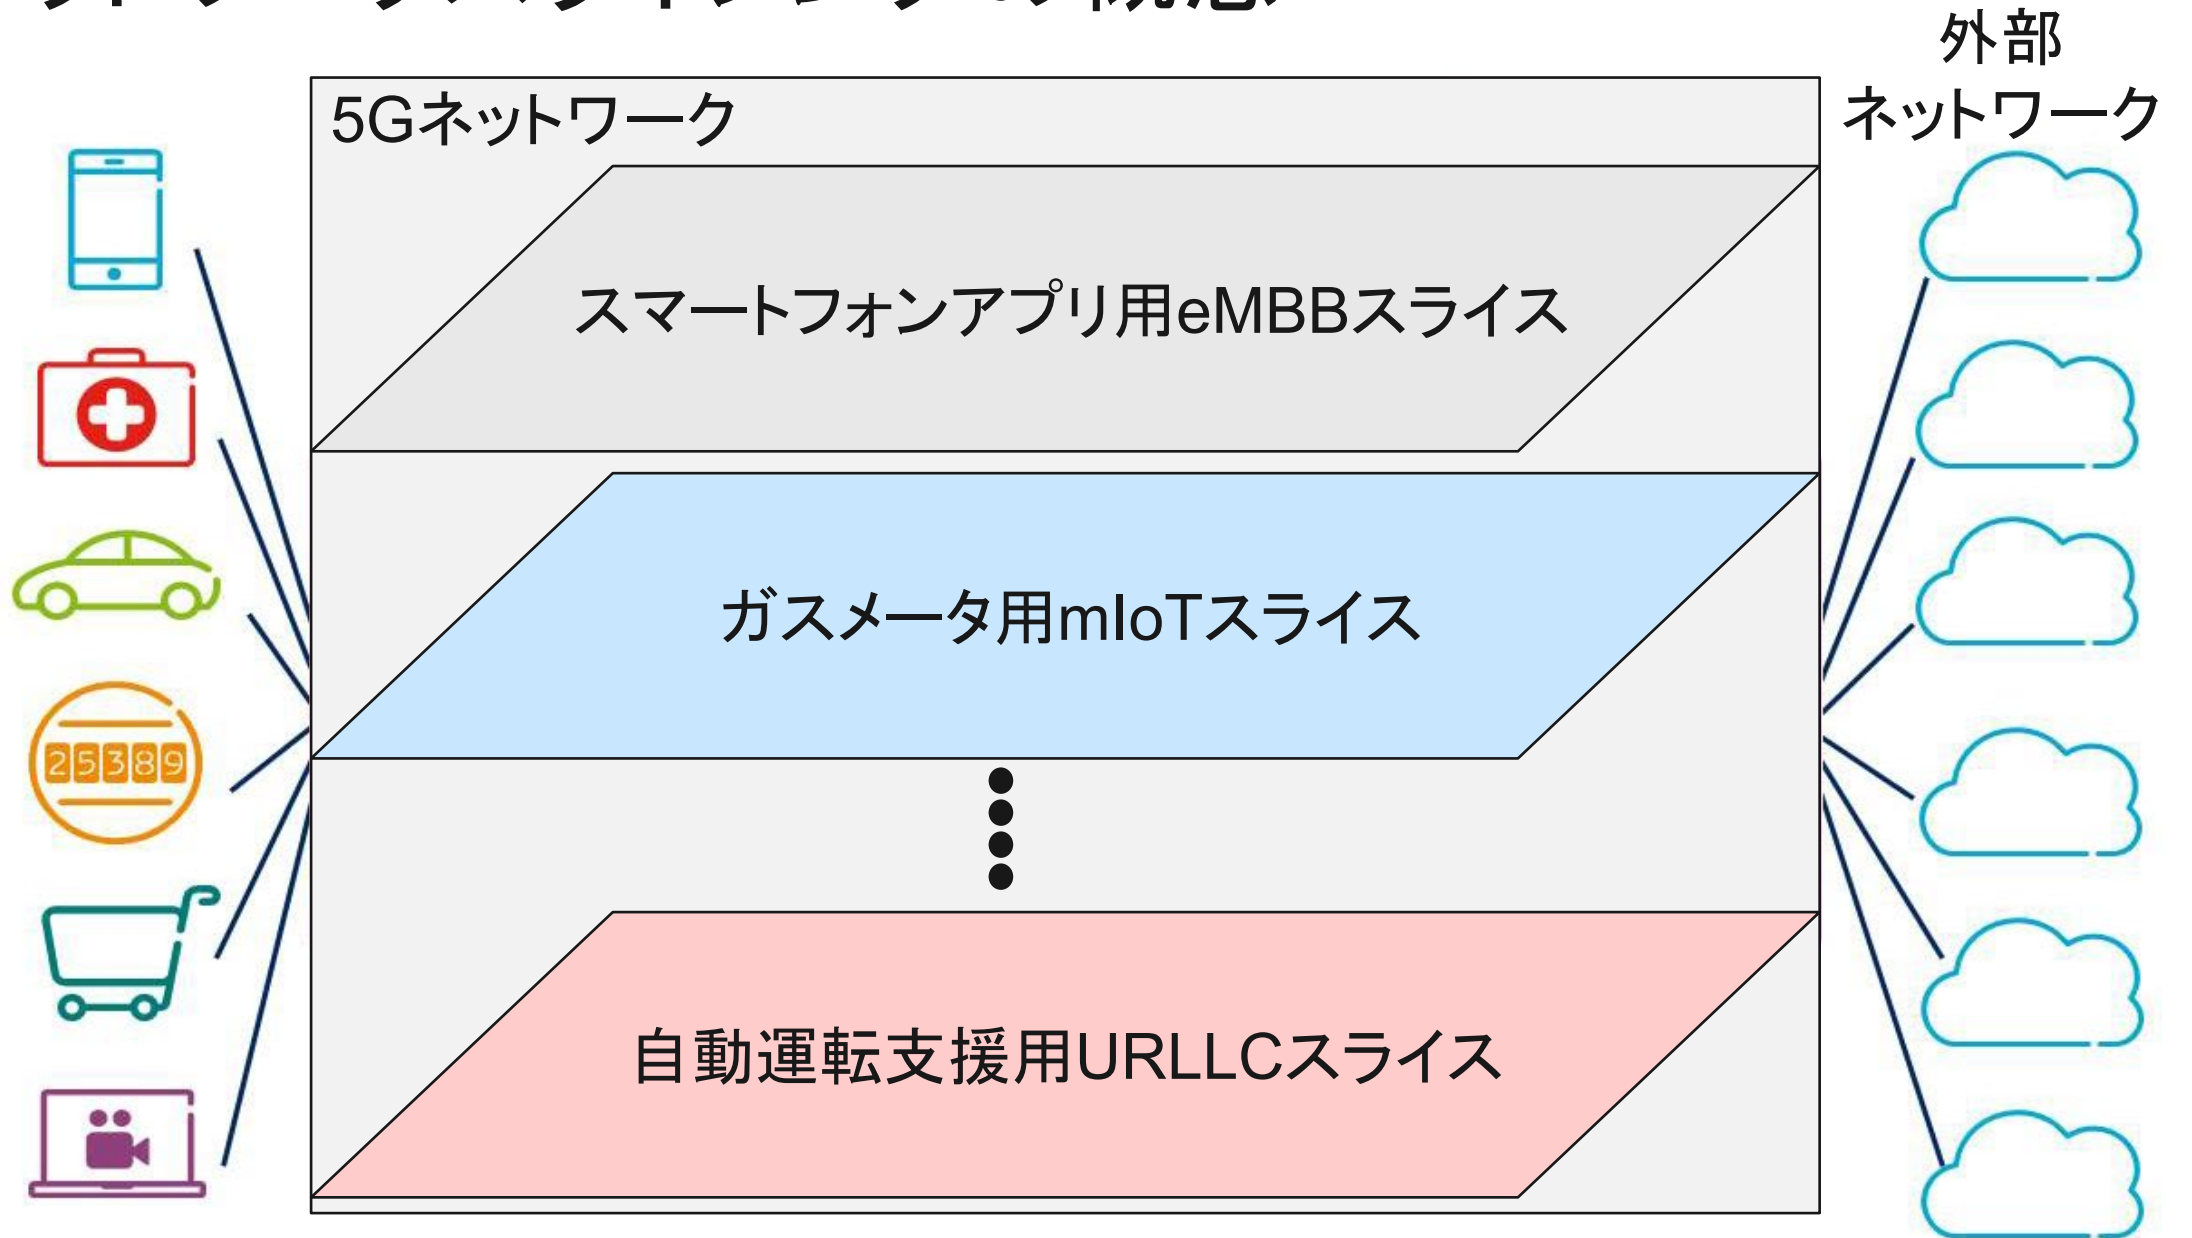 外部
ネットワーク
5Gネットワーク
スマートフォンアプリ用eMBBスライス
ガスメータ用mIoTスライス
25389
自動運転支援用URLLCスライス